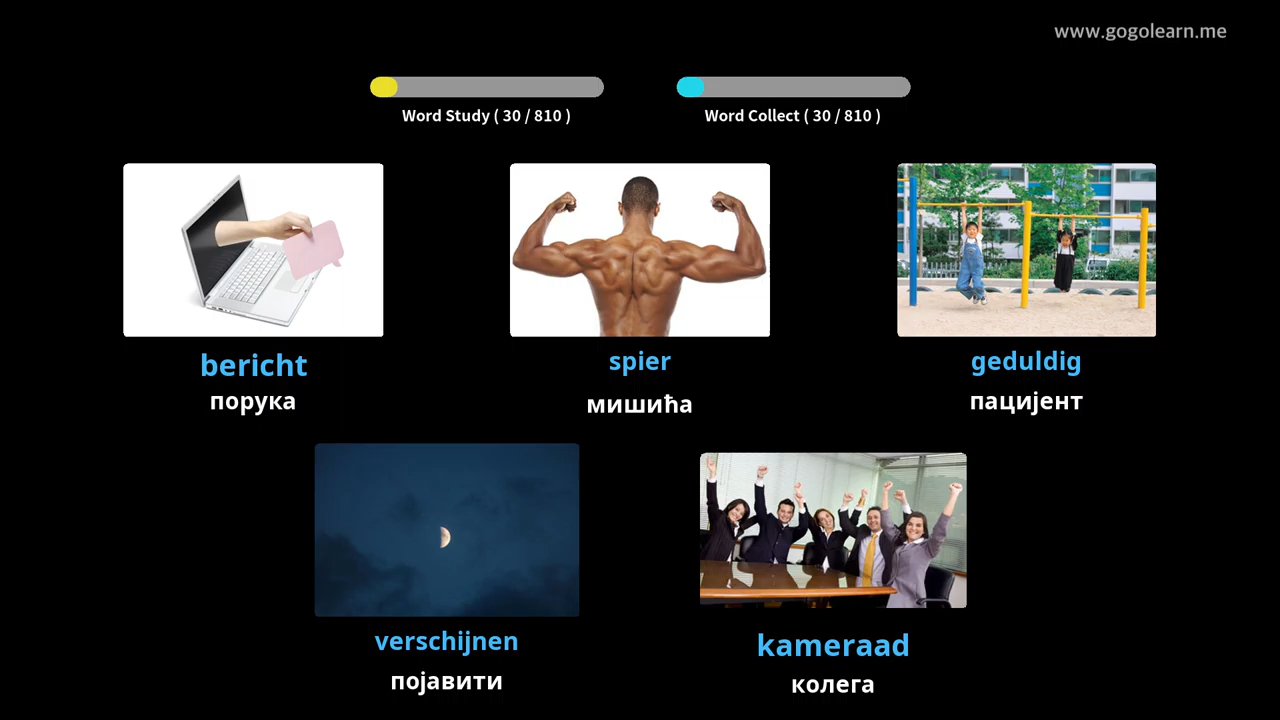 www.gogolearn.me
Word Study ( 30 / 810 )
Word Collect ( 30 / 810 )
bericht
порука
spier
мишића
geduldig
пацијент
verschijnen
појавити
kameraad
колега